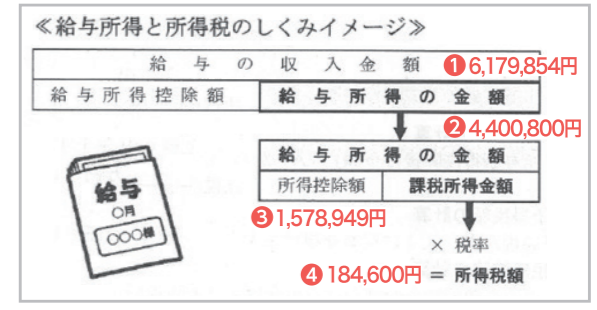 ≪給与所得と所得税のしくみイメージ≫
給与の収入金額 ❶6,179,854円
給与所得控除額 給与所得の金額
❷4,400,800円
給与所得の金額
所得控除額 課税所得金額
❸1,578,949円
× 税率
❹184,600円 = 所得税額
給与
〇月
〇〇〇様